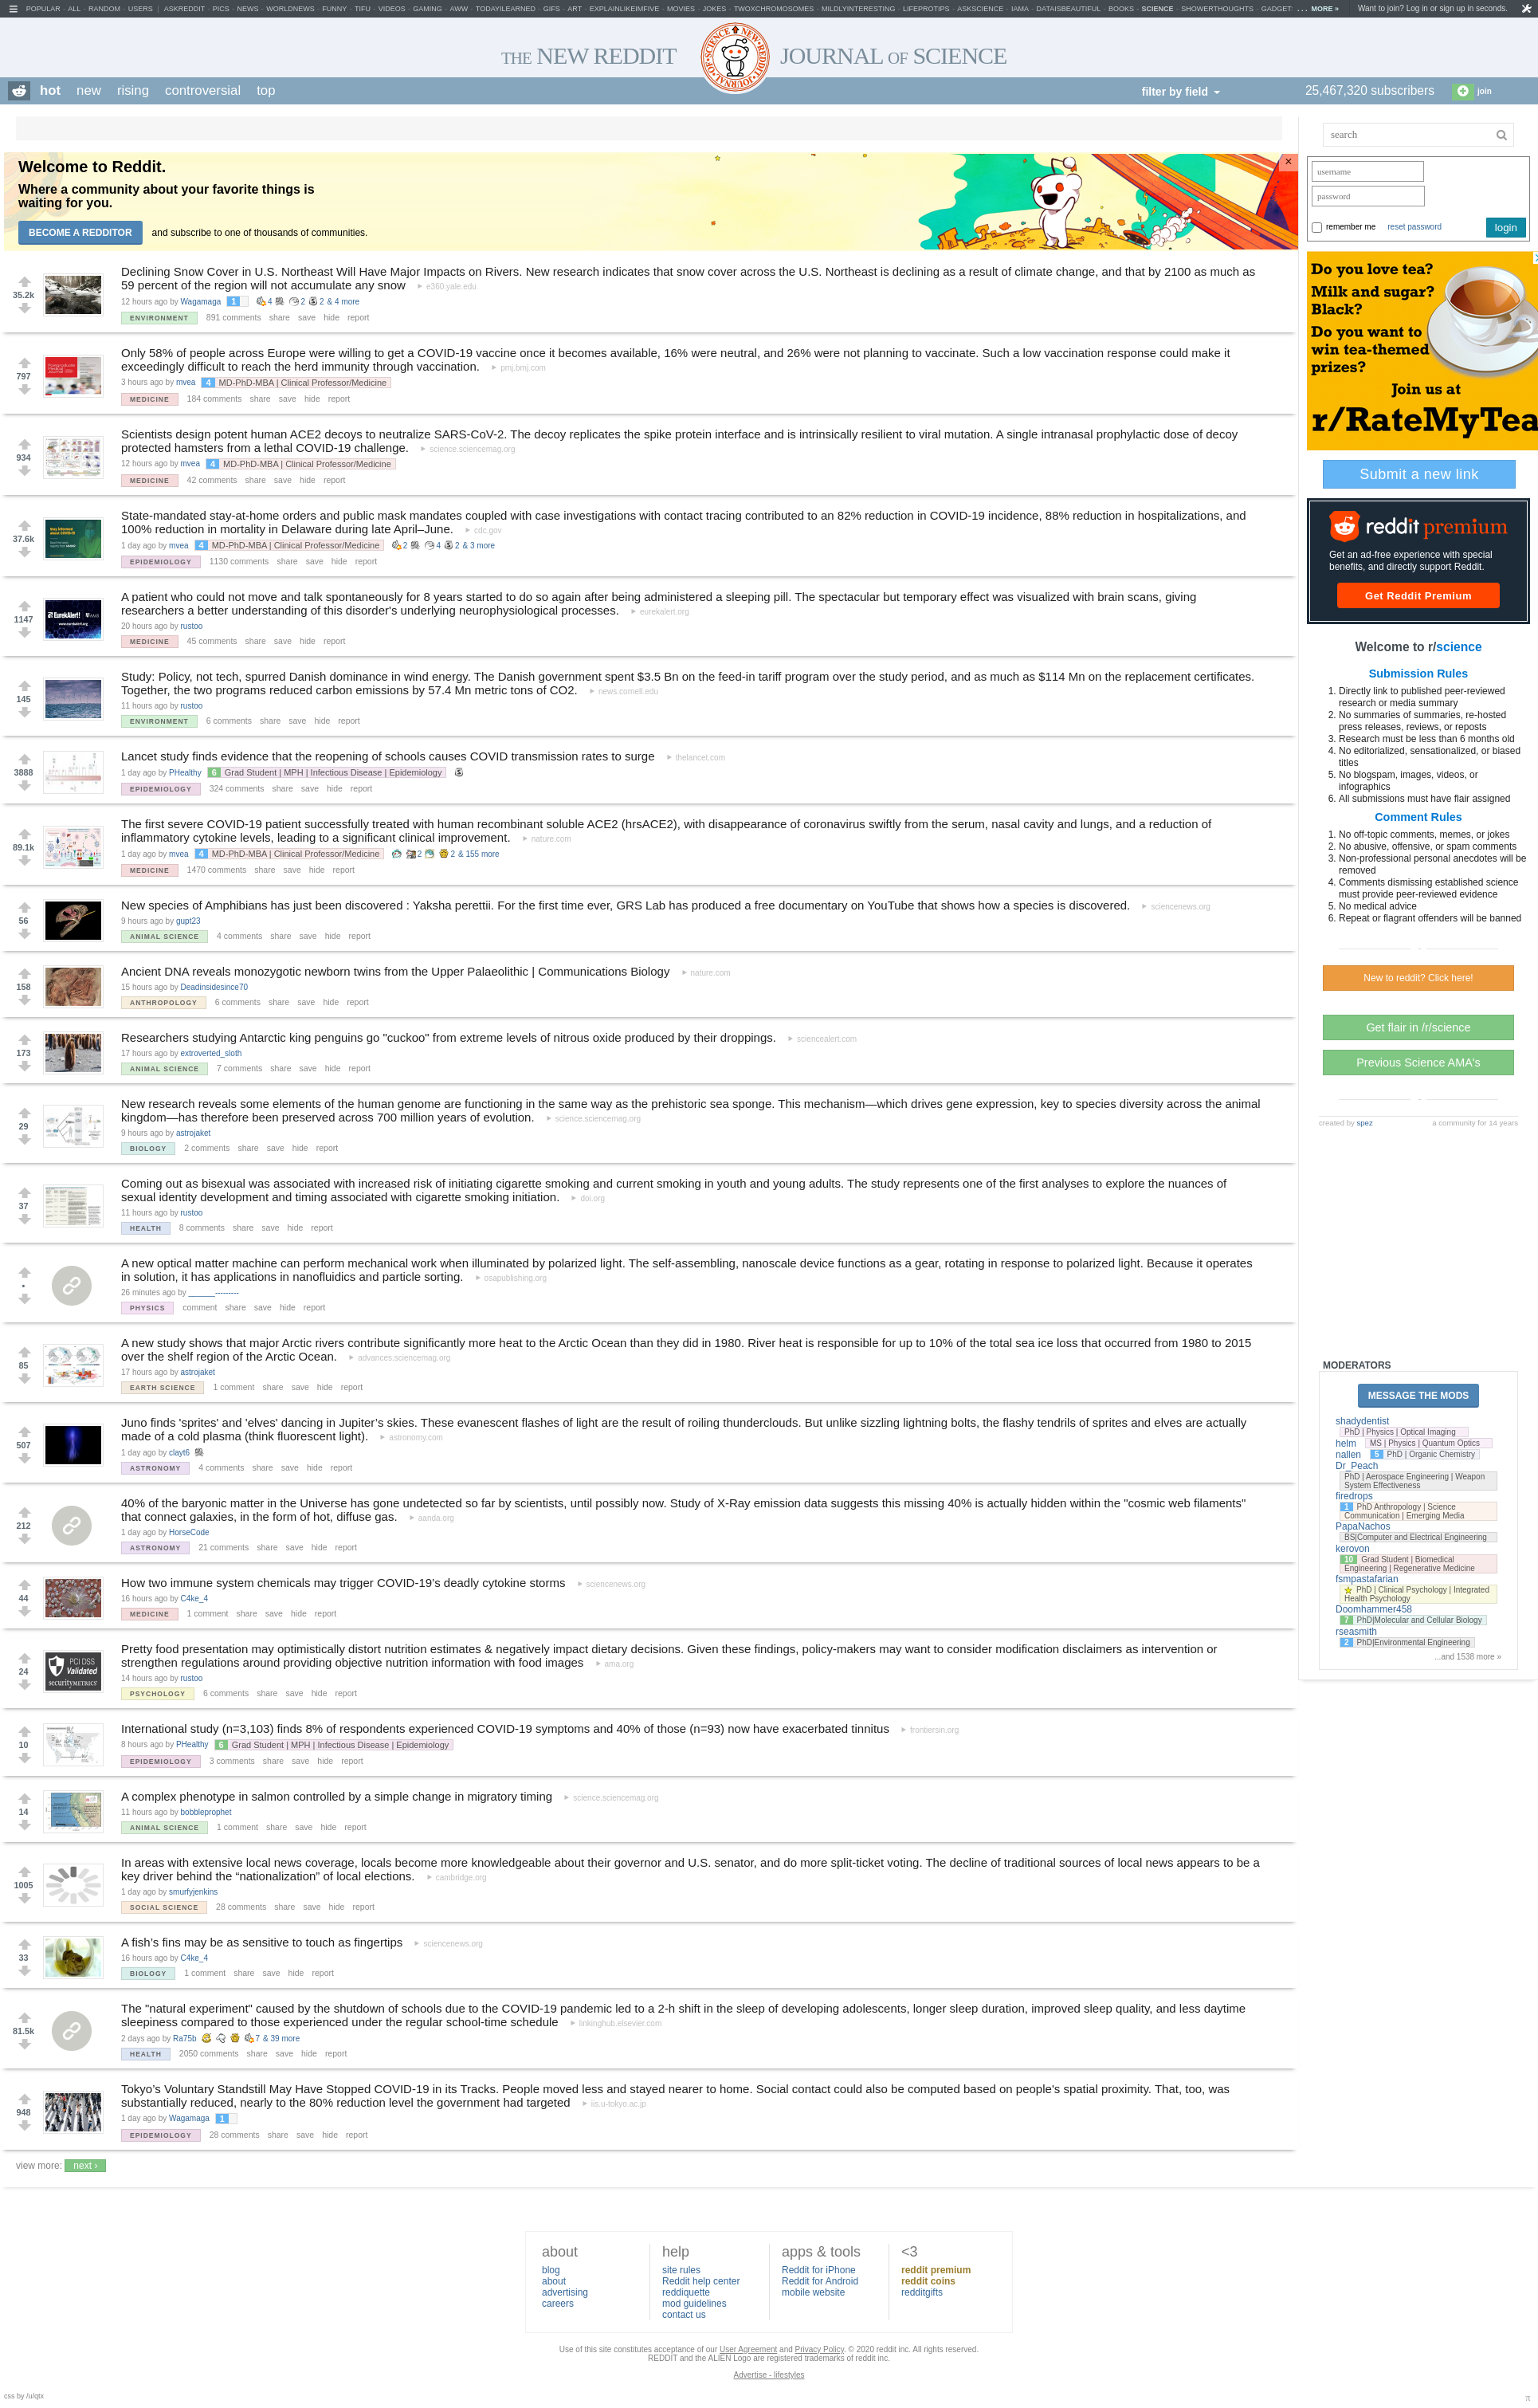 POPULAR - ALL - RANDOM - USERS | ASKREDDIT - PICS - NEWS - WORLDNEWS - FUNNY - TIFU - VIDEOS - GAMING - AWW - TODAYILEARNED - GIFS - ART - EXPLAINLIKEIMFIVE - MOVIES - JOKES - TWOXCHROMOSOMES - MILDLYINTERESTING - LIFEPROTIPS - ASKSCIENCE - IAMA - DATAISBEAUTIFUL - BOOKS - SCIENCE - SHOWERTHOUGHTS - GADGET ... MORE » Want to join? Log in or sign up in seconds.
THE NEW REDDIT JOURNAL OF SCIENCE
hot new rising controversial top filter by field 25,467,320 subscribers join
Welcome to Reddit.
Where a community about your favorite things is
waiting for you.
BECOME A REDDITOR and subscribe to one of thousands of communities.
35.2k
Declining Snow Cover in U.S. Northeast Will Have Major Impacts on Rivers. New research indicates that snow cover across the U.S. Northeast is declining as a result of climate change, and that by 2100 as much as
59 percent of the region will not accumulate any snow e360.yale.edu
12 hours ago by Wagamaga 1 4 2 2 & 4 more
ENVIRONMENT 891 comments share save hide report
797
Only 58% of people across Europe were willing to get a COVID-19 vaccine once it becomes available, 16% were neutral, and 26% were not planning to vaccinate. Such a low vaccination response could make it
exceedingly difficult to reach the herd immunity through vaccination. pmj.bmj.com
3 hours ago by mvea 4 MD-PhD-MBA | Clinical Professor/Medicine
MEDICINE 184 comments share save hide report
934
Scientists design potent human ACE2 decoys to neutralize SARS-CoV-2. The decoy replicates the spike protein interface and is intrinsically resilient to viral mutation. A single intranasal prophylactic dose of decoy
protected hamsters from a lethal COVID-19 challenge. science.sciencemag.org
12 hours ago by mvea 4 MD-PhD-MBA | Clinical Professor/Medicine
MEDICINE 42 comments share save hide report
37.6k
State-mandated stay-at-home orders and public mask mandates coupled with case investigations with contact tracing contributed to an 82% reduction in COVID-19 incidence, 88% reduction in hospitalizations, and
100% reduction in mortality in Delaware during late April–June. cdc.gov
1 day ago by mvea 4 MD-PhD-MBA | Clinical Professor/Medicine 2 4 2 & 3 more
EPIDEMIOLOGY 1130 comments share save hide report
1147
EurekAlert!
A patient who could not move and talk spontaneously for 8 years started to do so again after being administered a sleeping pill. The spectacular but temporary effect was visualized with brain scans, giving
researchers a better understanding of this disorder's underlying neurophysiological processes. eurekalert.org
20 hours ago by rustoo
MEDICINE 45 comments share save hide report
145
Study: Policy, not tech, spurred Danish dominance in wind energy. The Danish government spent $3.5 Bn on the feed-in tariff program over the study period, and as much as $114 Mn on the replacement certificates.
Together, the two programs reduced carbon emissions by 57.4 Mn metric tons of CO2. news.cornell.edu
11 hours ago by rustoo
ENVIRONMENT 6 comments share save hide report
3888
Lancet study finds evidence that the reopening of schools causes COVID transmission rates to surge thelancet.com
1 day ago by PHealthy 6 Grad Student | MPH | Infectious Disease | Epidemiology
EPIDEMIOLOGY 324 comments share save hide report
89.1k
The first severe COVID-19 patient successfully treated with human recombinant soluble ACE2 (hrsACE2), with disappearance of coronavirus swiftly from the serum, nasal cavity and lungs, and a reduction of
inflammatory cytokine levels, leading to a significant clinical improvement. nature.com
1 day ago by mvea 4 MD-PhD-MBA | Clinical Professor/Medicine 2 2 & 155 more
MEDICINE 1470 comments share save hide report
56
New species of Amphibians has just been discovered : Yaksha perettii. For the first time ever, GRS Lab has produced a free documentary on YouTube that shows how a species is discovered. sciencenews.org
9 hours ago by gupt23
ANIMAL SCIENCE 4 comments share save hide report
158
Ancient DNA reveals monozygotic newborn twins from the Upper Palaeolithic | Communications Biology nature.com
15 hours ago by Deadinsidesince70
ANTHROPOLOGY 6 comments share save hide report
173
Researchers studying Antarctic king penguins go "cuckoo" from extreme levels of nitrous oxide produced by their droppings. sciencealert.com
17 hours ago by extroverted_sloth
ANIMAL SCIENCE 7 comments share save hide report
29
New research reveals some elements of the human genome are functioning in the same way as the prehistoric sea sponge. This mechanism—which drives gene expression, key to species diversity across the animal
kingdom—has therefore been preserved across 700 million years of evolution. science.sciencemag.org
9 hours ago by astrojaket
BIOLOGY 2 comments share save hide report
37
Coming out as bisexual was associated with increased risk of initiating cigarette smoking and current smoking in youth and young adults. The study represents one of the first analyses to explore the nuances of
sexual identity development and timing associated with cigarette smoking initiation. doi.org
11 hours ago by rustoo
HEALTH 8 comments share save hide report
•
A new optical matter machine can perform mechanical work when illuminated by polarized light. The self-assembling, nanoscale device functions as a gear, rotating in response to polarized light. Because it operates
in solution, it has applications in nanofluidics and particle sorting. osapublishing.org
26 minutes ago by ______---------
PHYSICS comment share save hide report
85
A new study shows that major Arctic rivers contribute significantly more heat to the Arctic Ocean than they did in 1980. River heat is responsible for up to 10% of the total sea ice loss that occurred from 1980 to 2015
over the shelf region of the Arctic Ocean. advances.sciencemag.org
17 hours ago by astrojaket
EARTH SCIENCE 1 comment share save hide report
507
Juno finds 'sprites' and 'elves' dancing in Jupiter’s skies. These evanescent flashes of light are the result of roiling thunderclouds. But unlike sizzling lightning bolts, the flashy tendrils of sprites and elves are actually
made of a cold plasma (think fluorescent light). astronomy.com
1 day ago by clayt6
ASTRONOMY 4 comments share save hide report
212
40% of the baryonic matter in the Universe has gone undetected so far by scientists, until possibly now. Study of X-Ray emission data suggests this missing 40% is actually hidden within the "cosmic web filaments"
that connect galaxies, in the form of hot, diffuse gas. aanda.org
1 day ago by HorseCode
ASTRONOMY 21 comments share save hide report
44
How two immune system chemicals may trigger COVID-19’s deadly cytokine storms sciencenews.org
16 hours ago by C4ke_4
MEDICINE 1 comment share save hide report
24
PCI DSS
Validated
securityMETRICS
Pretty food presentation may optimistically distort nutrition estimates & negatively impact dietary decisions. Given these findings, policy-makers may want to consider modification disclaimers as intervention or
strengthen regulations around providing objective nutrition information with food images ama.org
14 hours ago by rustoo
PSYCHOLOGY 6 comments share save hide report
10
International study (n=3,103) finds 8% of respondents experienced COVID-19 symptoms and 40% of those (n=93) now have exacerbated tinnitus frontiersin.org
8 hours ago by PHealthy 6 Grad Student | MPH | Infectious Disease | Epidemiology
EPIDEMIOLOGY 3 comments share save hide report
14
A complex phenotype in salmon controlled by a simple change in migratory timing science.sciencemag.org
11 hours ago by bobbleprophet
ANIMAL SCIENCE 1 comment share save hide report
1005
In areas with extensive local news coverage, locals become more knowledgeable about their governor and U.S. senator, and do more split-ticket voting. The decline of traditional sources of local news appears to be a
key driver behind the “nationalization” of local elections. cambridge.org
1 day ago by smurfyjenkins
SOCIAL SCIENCE 28 comments share save hide report
33
A fish’s fins may be as sensitive to touch as fingertips sciencenews.org
16 hours ago by C4ke_4
BIOLOGY 1 comment share save hide report
81.5k
The "natural experiment" caused by the shutdown of schools due to the COVID-19 pandemic led to a 2-h shift in the sleep of developing adolescents, longer sleep duration, improved sleep quality, and less daytime
sleepiness compared to those experienced under the regular school-time schedule linkinghub.elsevier.com
2 days ago by Ra75b 7 & 39 more
HEALTH 2050 comments share save hide report
948
Tokyo’s Voluntary Standstill May Have Stopped COVID-19 in its Tracks. People moved less and stayed nearer to home. Social contact could also be computed based on people's spatial proximity. That, too, was
substantially reduced, nearly to the 80% reduction level the government had targeted iis.u-tokyo.ac.jp
1 day ago by Wagamaga 1
EPIDEMIOLOGY 28 comments share save hide report
view more: next ›
search
username
password
remember me reset password login
Do you love tea?
Milk and sugar?
Black?
Do you want to
win tea-themed
prizes?
Join us at
r/RateMyTea
Submit a new link
reddit premium
Get an ad-free experience with special
benefits, and directly support Reddit.
Get Reddit Premium
Welcome to r/science
Submission Rules
1. Directly link to published peer-reviewed
research or media summary
2. No summaries of summaries, re-hosted
press releases, reviews, or reposts
3. Research must be less than 6 months old
4. No editorialized, sensationalized, or biased
titles
5. No blogspam, images, videos, or
infographics
6. All submissions must have flair assigned
Comment Rules
1. No off-topic comments, memes, or jokes
2. No abusive, offensive, or spam comments
3. Non-professional personal anecdotes will be
removed
4. Comments dismissing established science
must provide peer-reviewed evidence
5. No medical advice
6. Repeat or flagrant offenders will be banned
New to reddit? Click here!
Get flair in /r/science
Previous Science AMA's
created by spez a community for 14 years
MODERATORS
MESSAGE THE MODS
shadydentist
PhD | Physics | Optical Imaging
helm MS | Physics | Quantum Optics
nallen 5 PhD | Organic Chemistry
Dr_Peach
PhD | Aerospace Engineering | Weapon
System Effectiveness
firedrops
1 PhD Anthropology | Science
Communication | Emerging Media
PapaNachos
BS|Computer and Electrical Engineering
kerovon
10 Grad Student | Biomedical
Engineering | Regenerative Medicine
fsmpastafarian
PhD | Clinical Psychology | Integrated
Health Psychology
Doomhammer458
7 PhD|Molecular and Cellular Biology
rseasmith
2 PhD|Environmental Engineering
...and 1538 more »
about
blog
about
advertising
careers
help
site rules
Reddit help center
reddiquette
mod guidelines
contact us
apps & tools
Reddit for iPhone
Reddit for Android
mobile website
<3
reddit premium
reddit coins
redditgifts
Use of this site constitutes acceptance of our User Agreement and Privacy Policy. © 2020 reddit inc. All rights reserved.
REDDIT and the ALIEN Logo are registered trademarks of reddit inc.
Advertise - lifestyles
css by /u/qtx
π